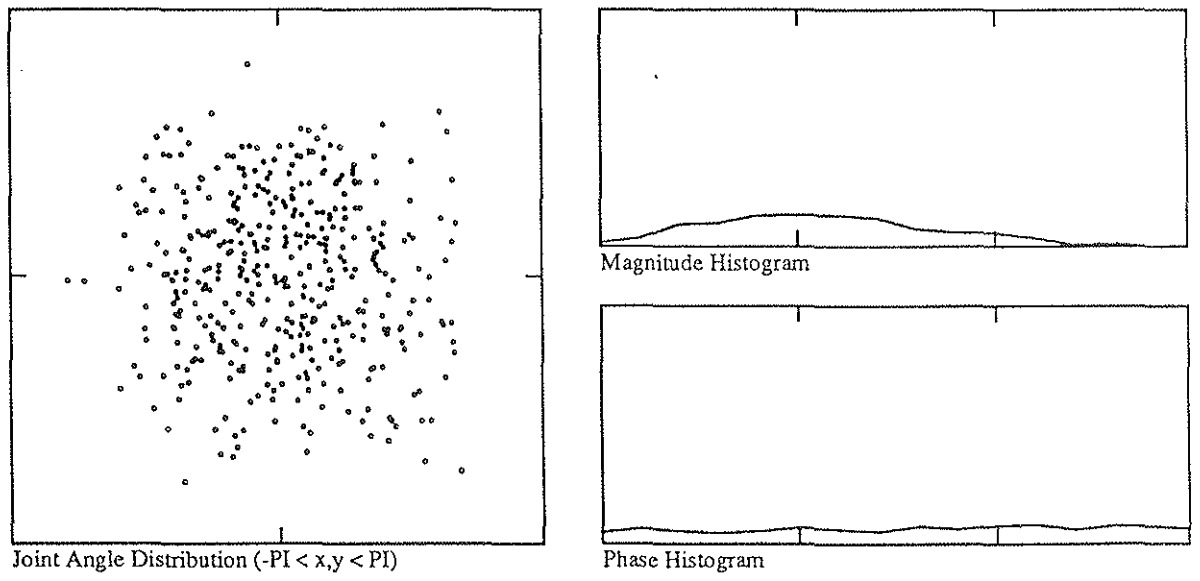 Magnitude Histogram
Joint Angle Distribution (-PI < x,y < PI)
Phase Histogram